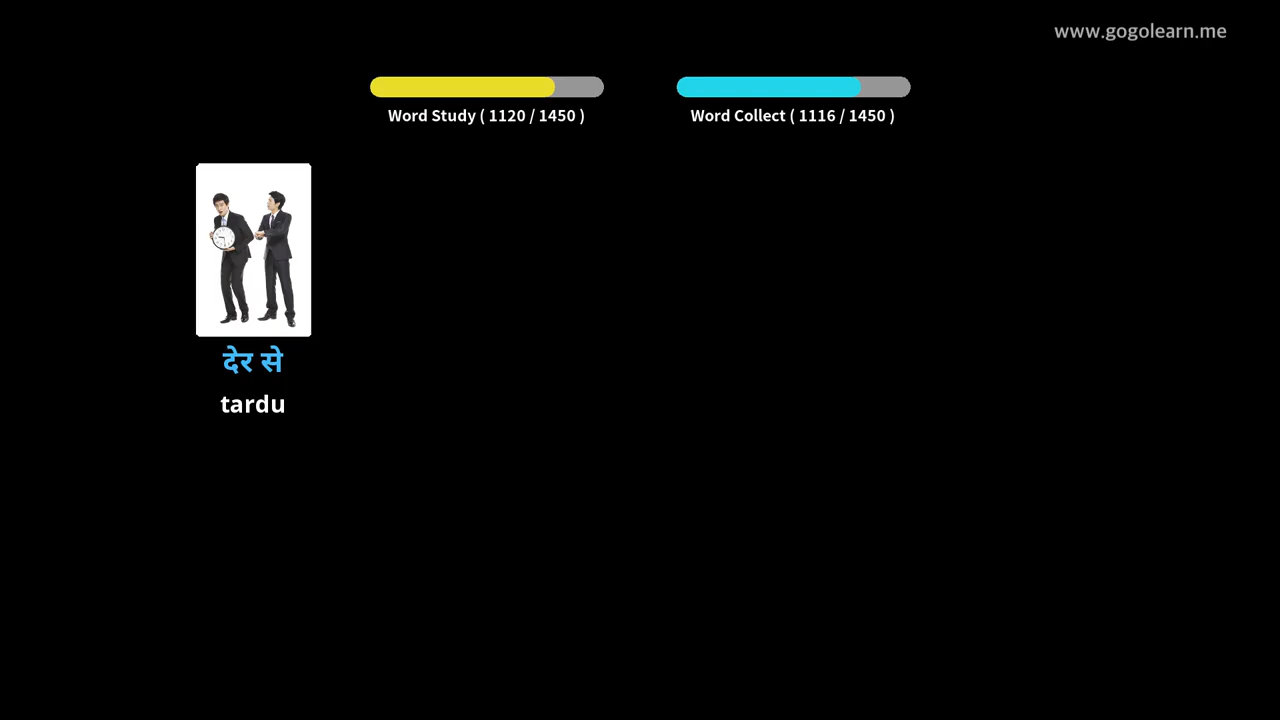 www.gogolearn.me
Word Study ( 1120 / 1450 )
Word Collect ( 1116 / 1450 )
देर से
tardu